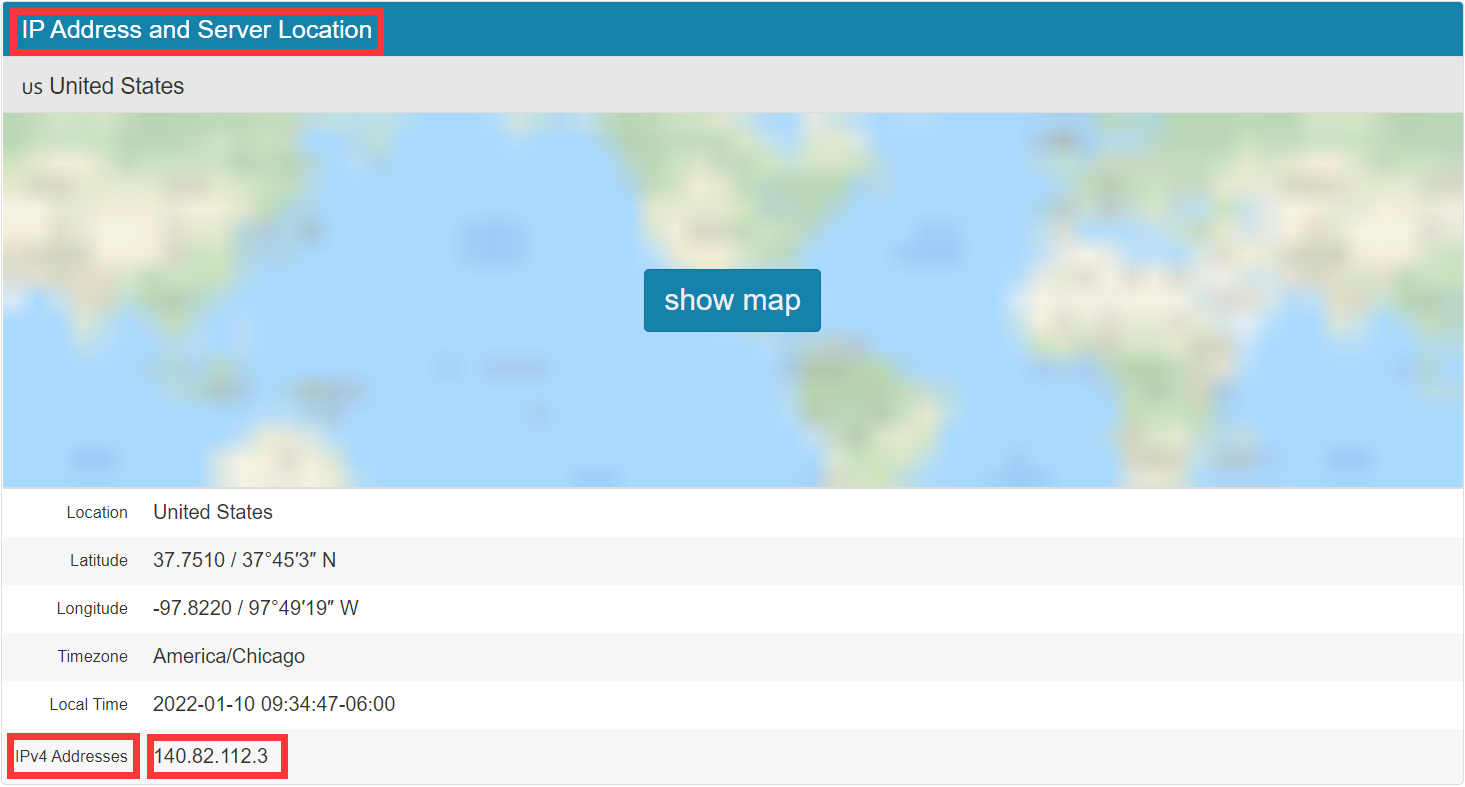 IP Address and Server Location
US United States
show map
Location United States
Latitude 37.7510 / 37°45′3″ N
Longitude -97.8220 / 97°49′19″ W
Timezone America/Chicago
Local Time 2022-01-10 09:34:47-06:00
IPv4 Addresses 140.82.112.3